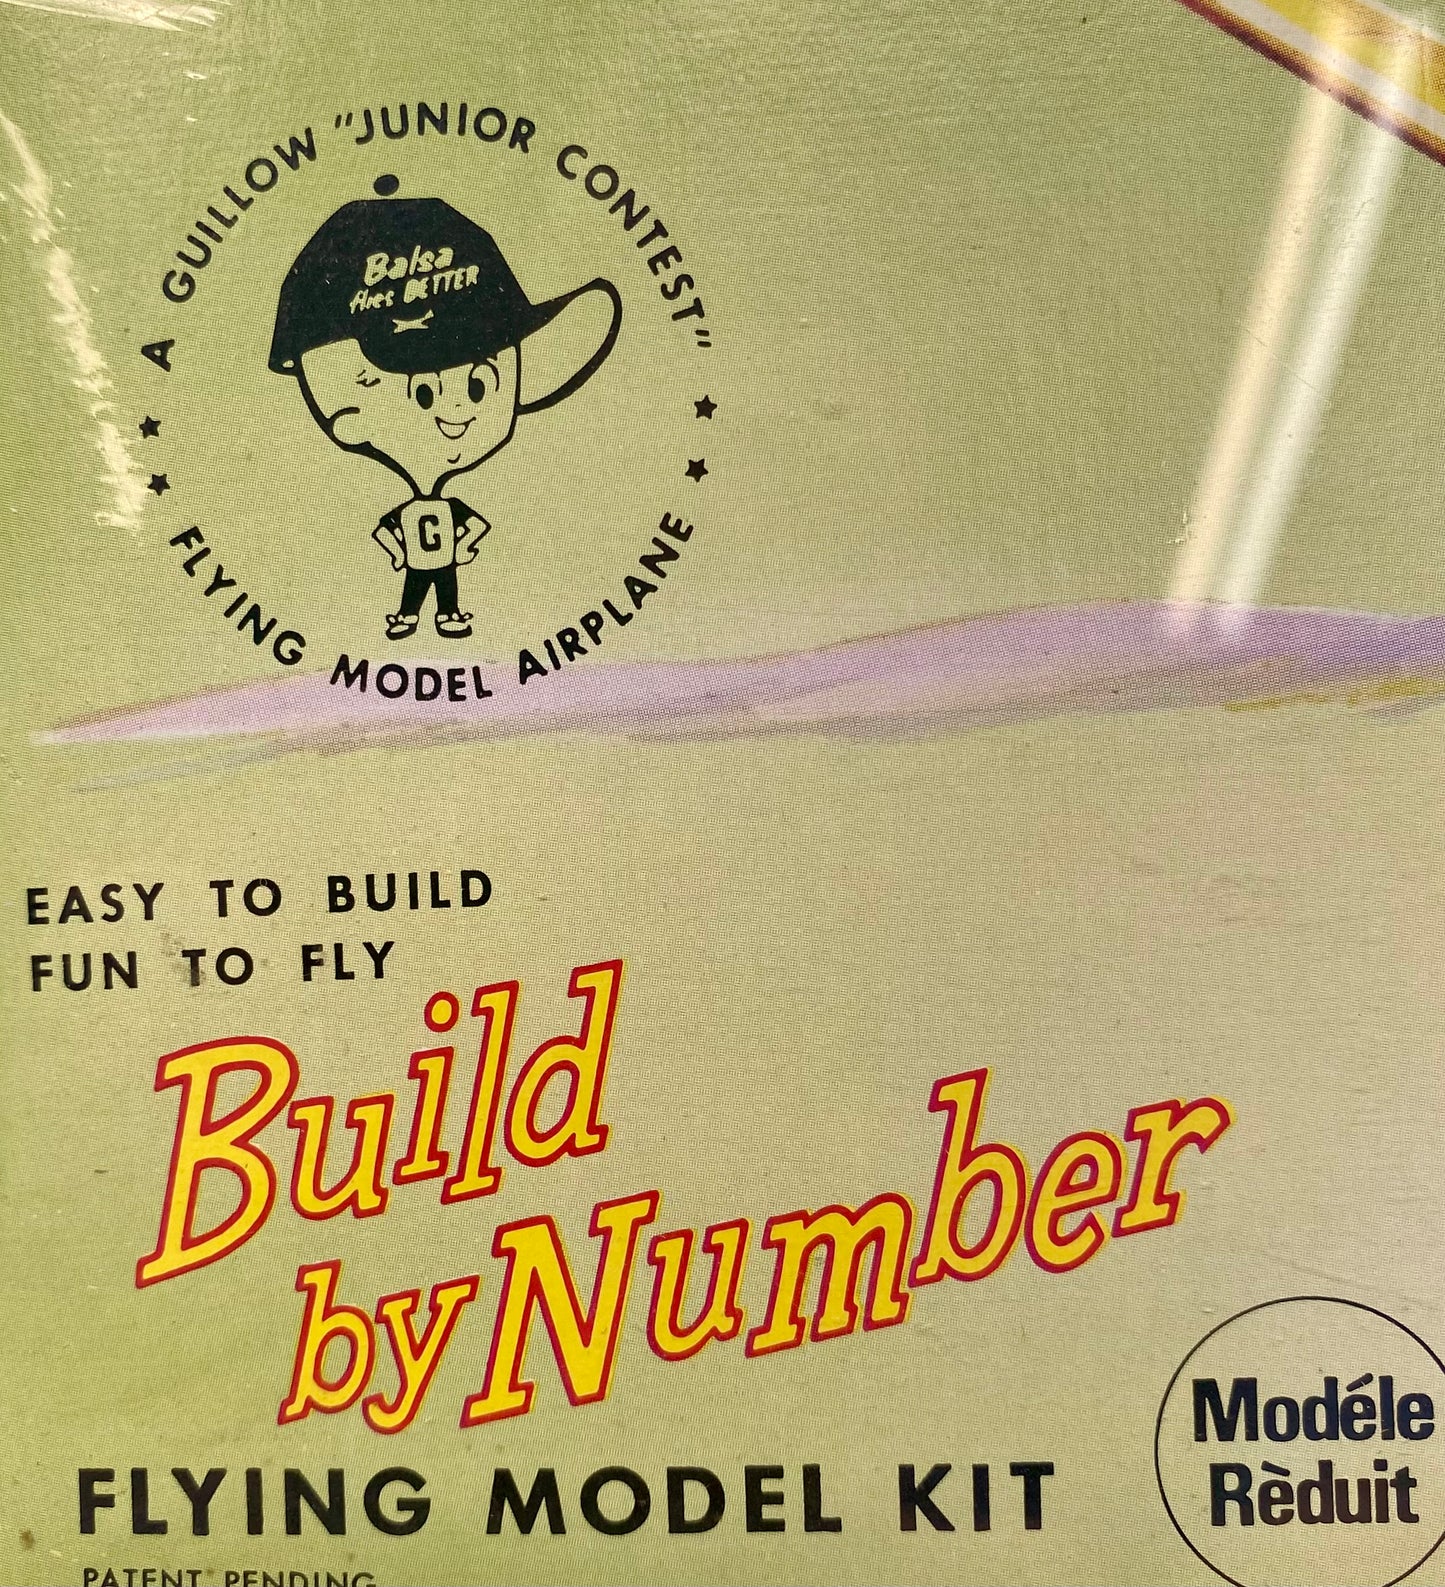 A GUILLOW "JUNIOR CONTEST"
Balsa
flies BETTER
G
FLYING MODEL AIRPLANE
EASY TO BUILD
FUN TO FLY
Build
by Number
FLYING MODEL KIT
Modéle
Rèduit
PATENT PENDING